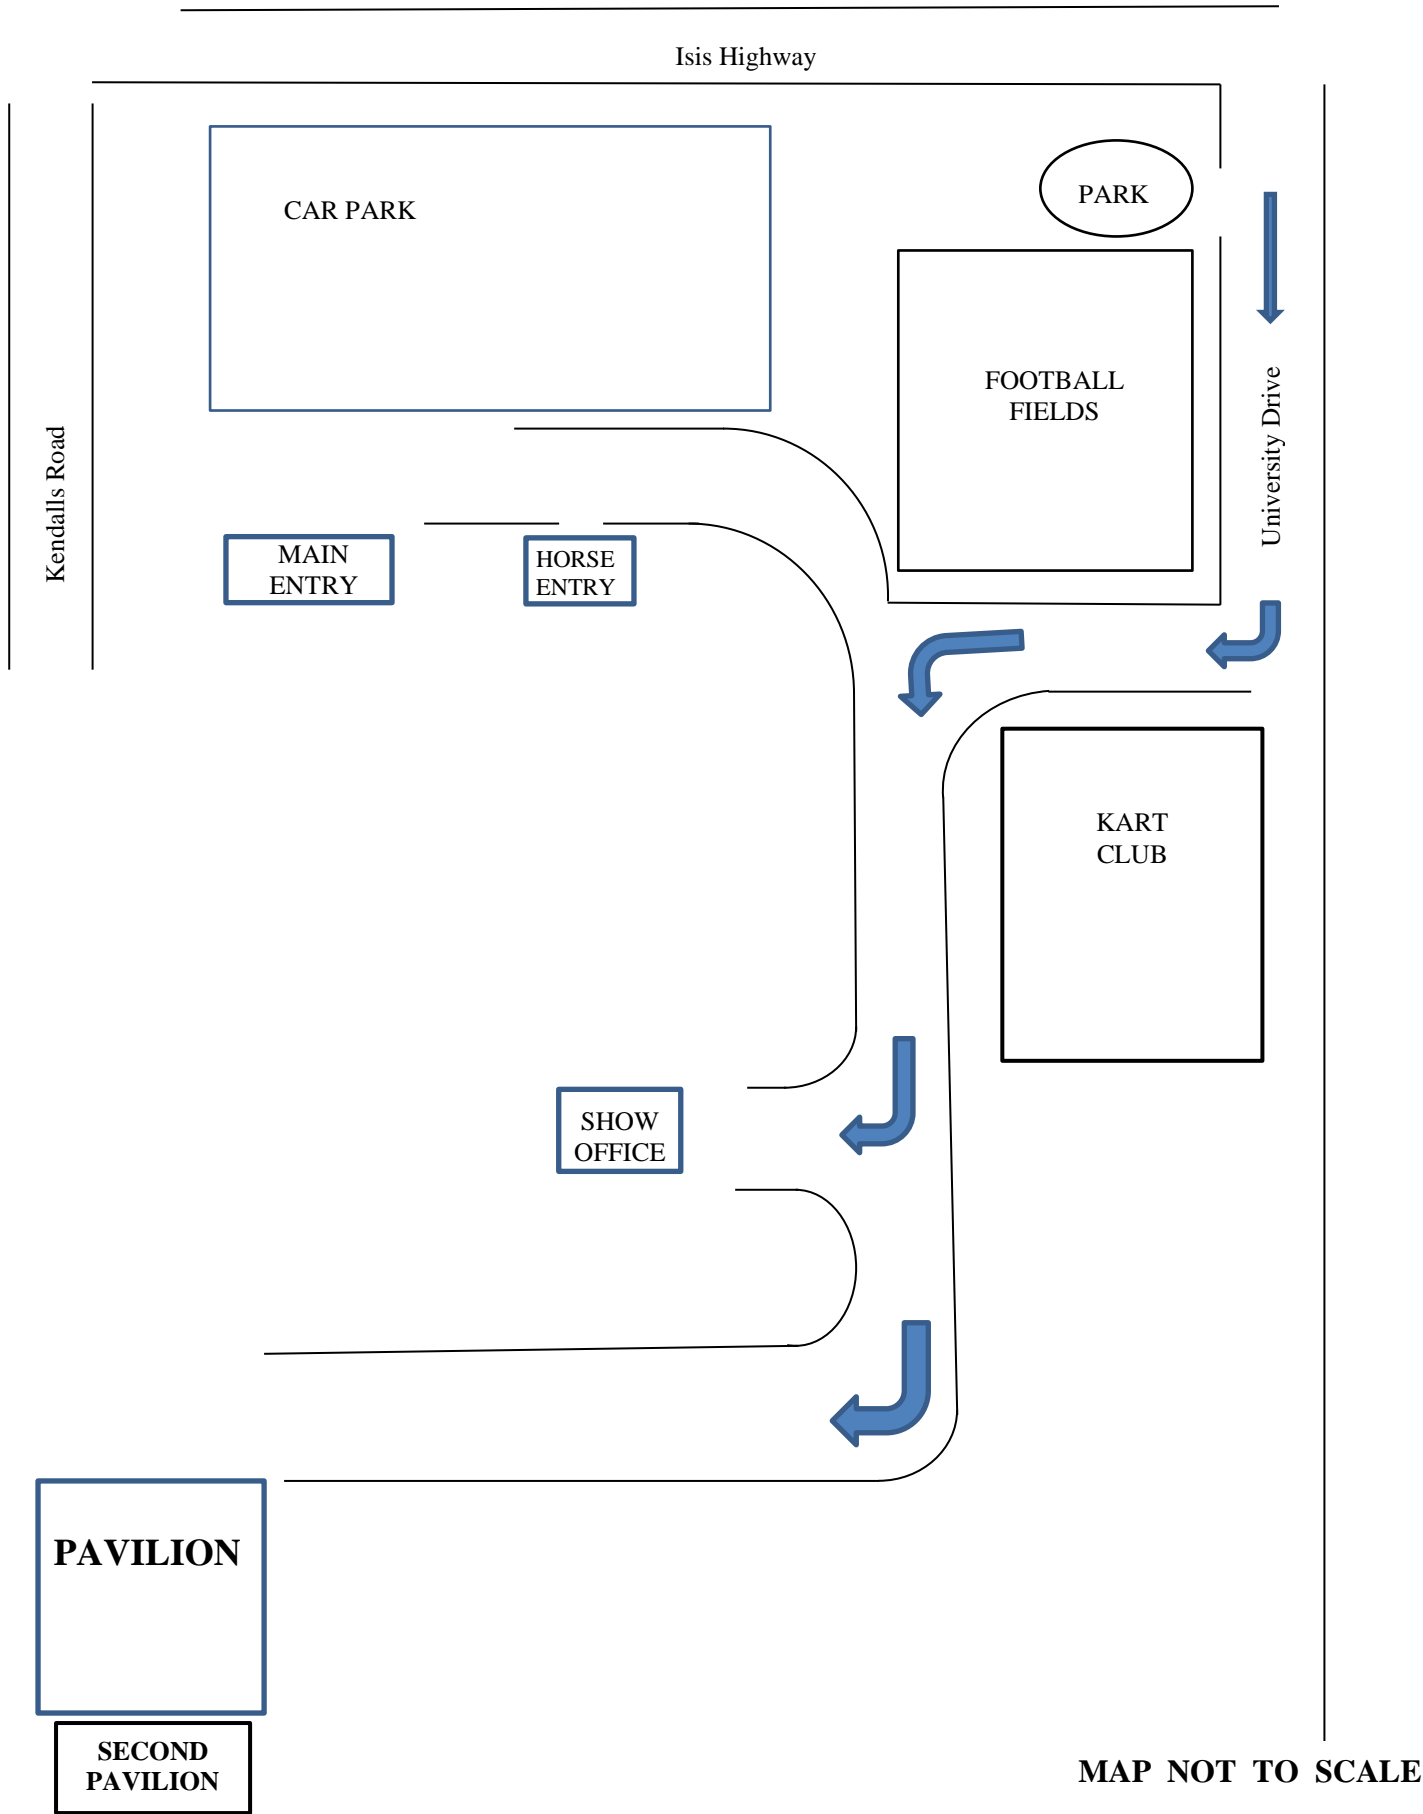 Isis Highway
CAR PARK
PARK
FOOTBALL
FIELDS
University Drive
Kendalls Road
MAIN
ENTRY
HORSE
ENTRY
KART
CLUB
SHOW
OFFICE
PAVILION
SECOND
PAVILION
MAP NOT TO SCALE